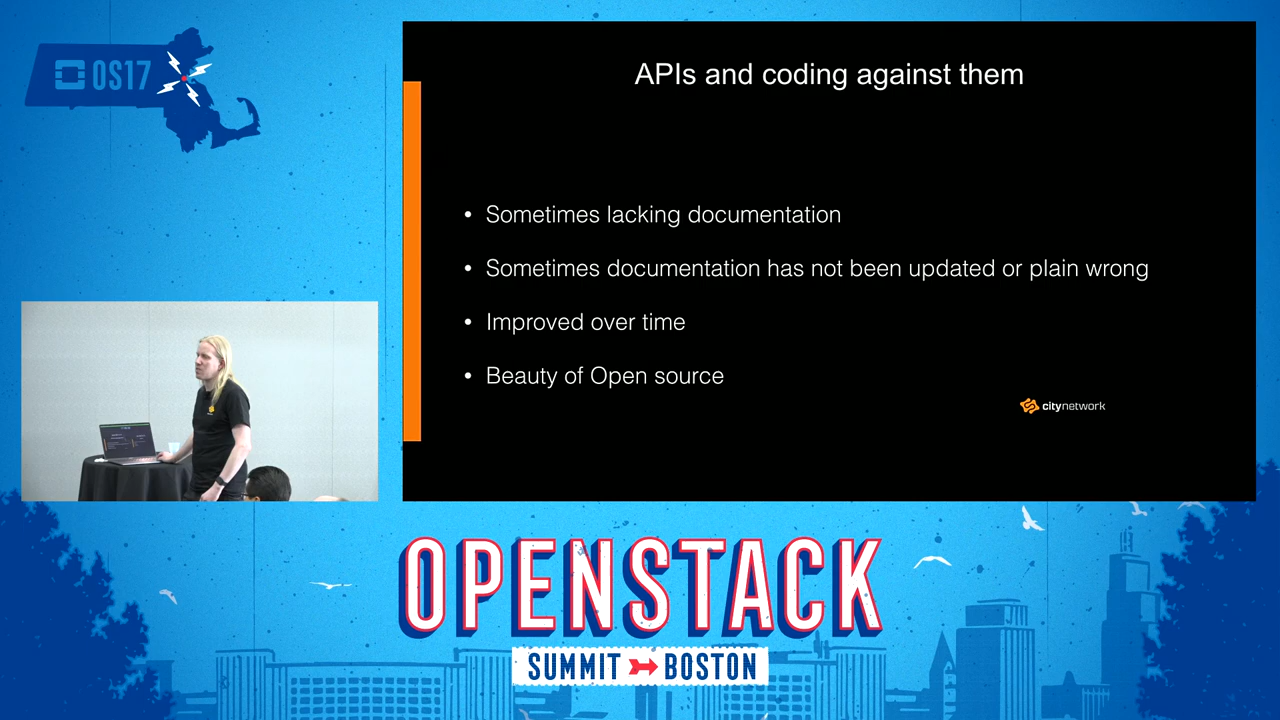 OS17
APIs and coding against them
• Sometimes lacking documentation
• Sometimes documentation has not been updated or plain wrong
• Improved over time
• Beauty of Open source
citynetwork
OPENSTACK
SUMMIT BOSTON